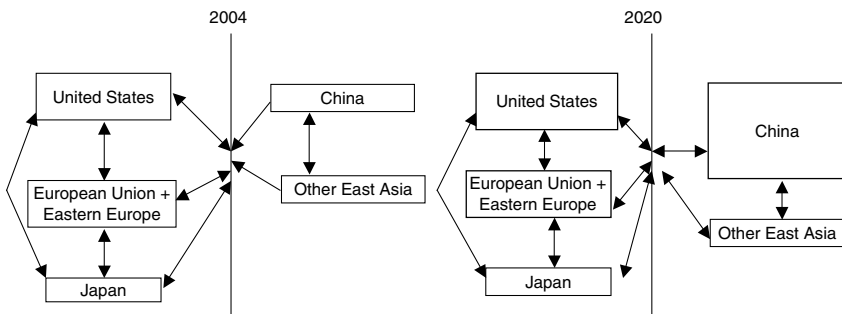 2004
United States
China
European Union +
Eastern Europe
Other East Asia
Japan
2020
United States
China
European Union +
Eastern Europe
Other East Asia
Japan